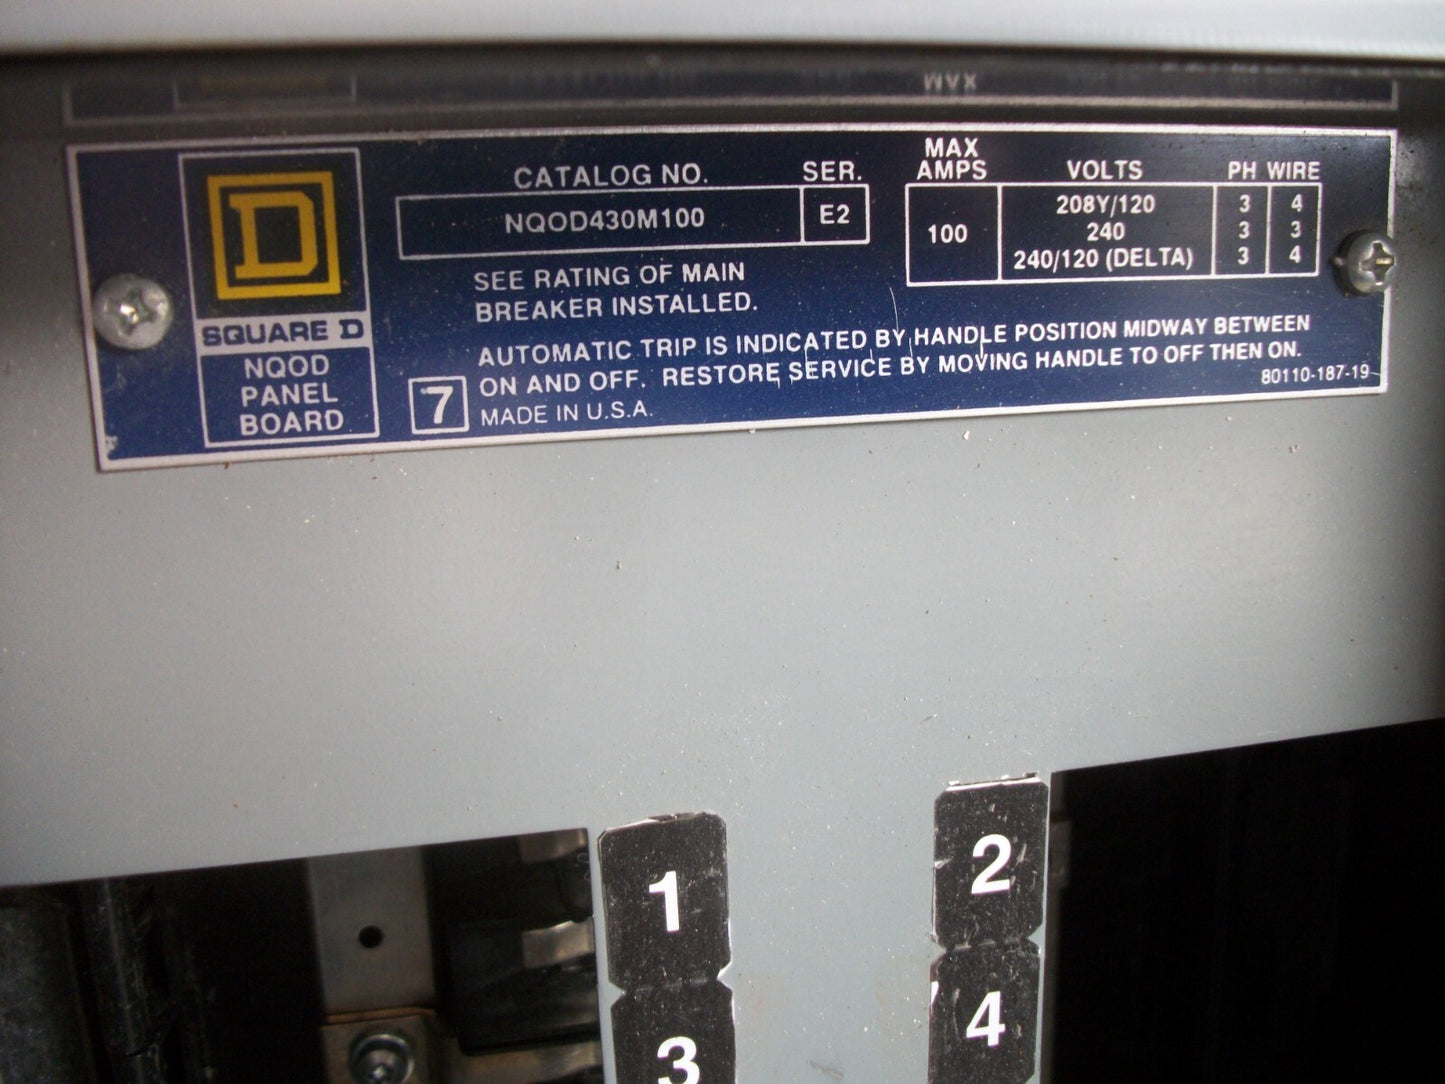 MAX
D
SQUARE D
NQOD
PANEL
BOARD
CATALOG NO. SER.
NQOD430M100 E2
SEE RATING OF MAIN
BREAKER INSTALLED.
MAX
AMPS VOLTS PH WIRE
100
208Y/120 3 4
240 3 3
240/120 (DELTA) 3 4
AUTOMATIC TRIP IS INDICATED BY HANDLE POSITION MIDWAY BETWEEN
ON AND OFF. RESTORE SERVICE BY MOVING HANDLE TO OFF THEN ON.
7
MADE IN U.S.A.
80110-187-19
1
2
3
4